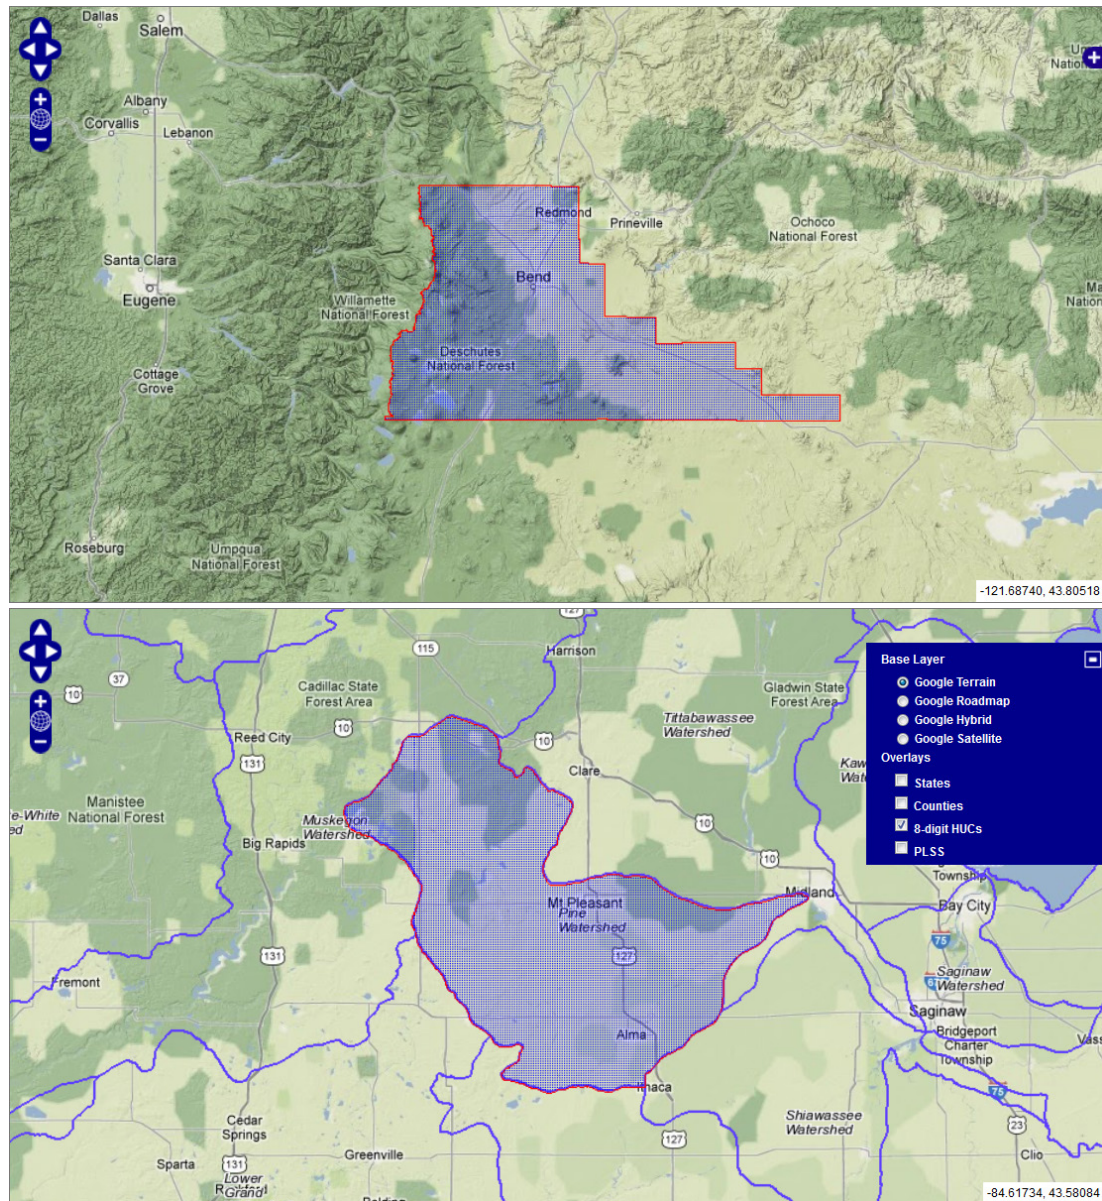 Dallas
Salem
Albany
Corvallis
Lebanon
Redmond
Prineville
Ochoco
National Forest
Santa Clara
Eugene
Bend
Willamette
National Forest
Deschutes
National Forest
Cottage
Grove
Roseburg
Umpqua
National Forest
-121.68740, 43.80518
127
Harrison
115
37
10
Cadillac State
Forest Area
Gladwin State
Forest Area
Tittabawassee
Watershed
10
Reed City
10
131
Clare
Manistee
National Forest
Muskegon
Watershed
Big Rapids
10
10
Base Layer
Google Terrain
Google Roadmap
Google Hybrid
Google Satellite
Overlays
States
Counties
8-digit HUCs
PLSS
Township
Midland
Bay City
Mt Pleasant
Pine
Watershed
75
131
127
Fremont
Saginaw
Watershed
Saginaw
Alma
Bridgeport
Charter
Township
Ithaca
75
Cedar
Springs
Shiawassee
Watershed
23
127
Sparta
131
Greenville
Clio
Lower
Grand
-84.61734, 43.58084